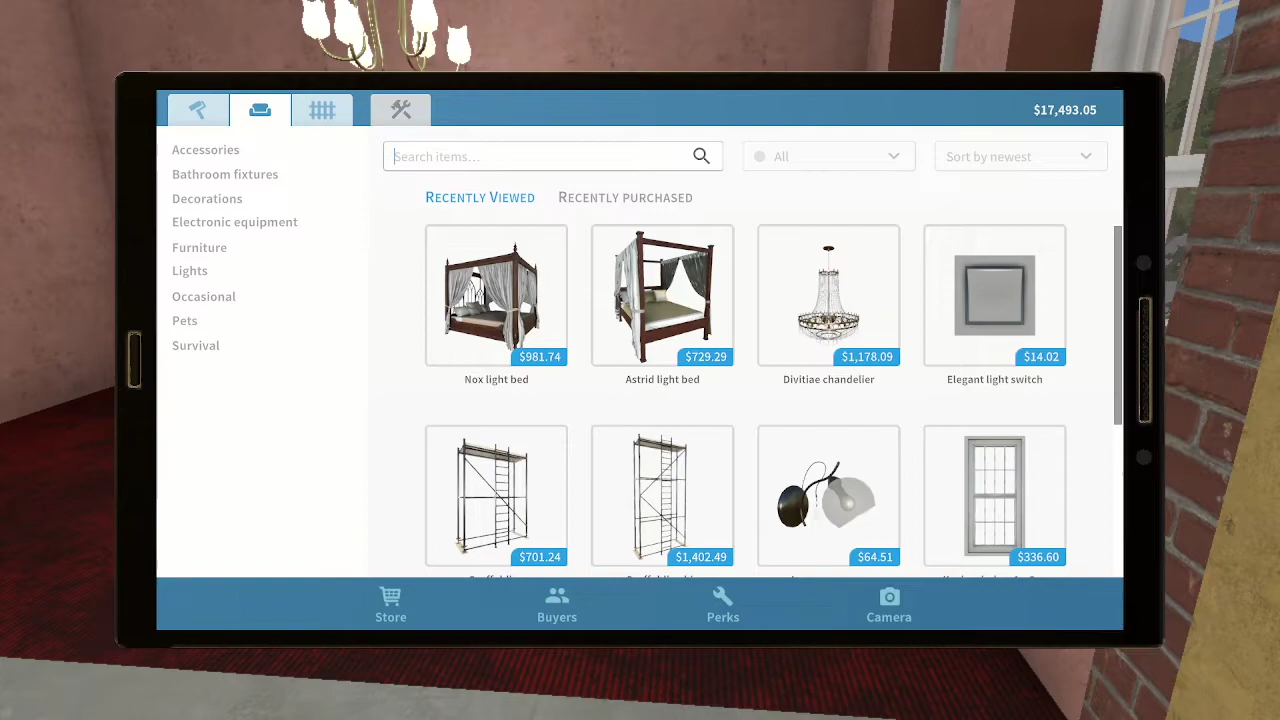 $17,493.05
Search items...
All
Sort by newest
Accessories
Bathroom fixtures
Decorations
Electronic equipment
Furniture
Lights
Occasional
Pets
Survival
RECENTLY VIEWED
RECENTLY PURCHASED
$981.74
$729.29
$1,178.09
$14.02
Nox light bed
Astrid light bed
Divitiae chandelier
Elegant light switch
$701.24
$1,402.49
$64.51
$336.60
Store
Buyers
Perks
Camera